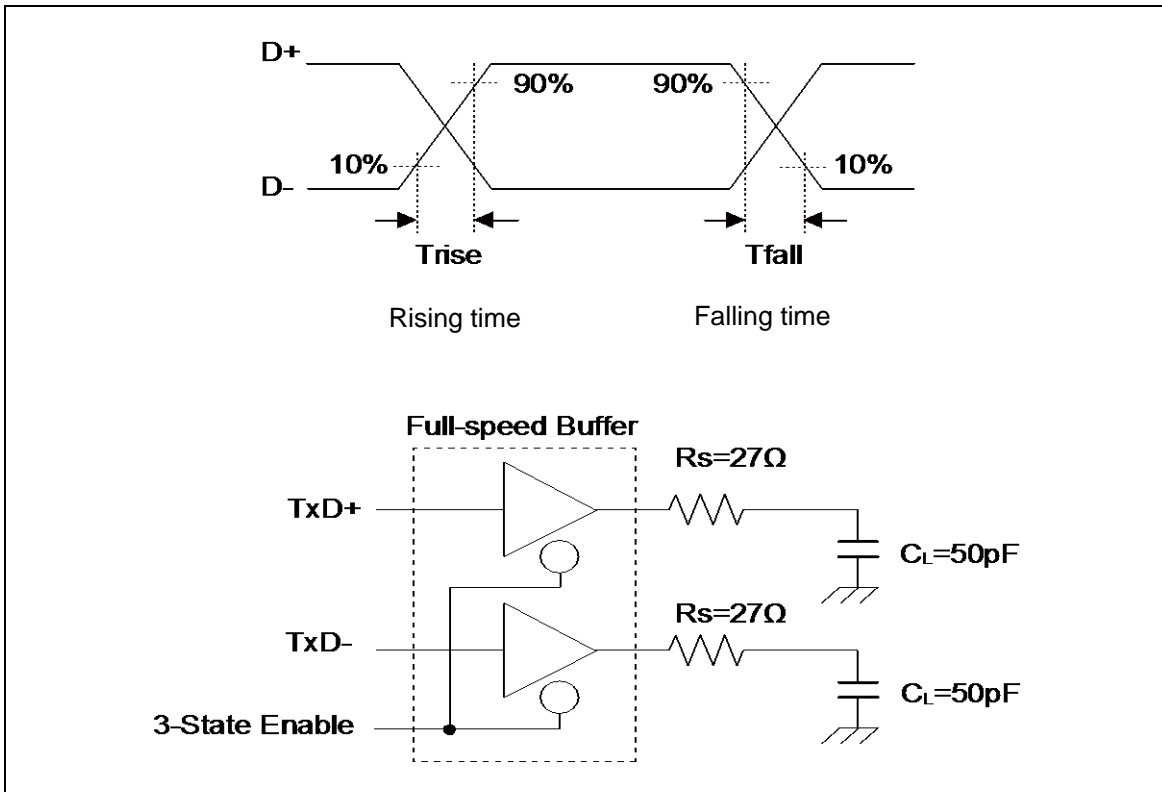 D+
90% 90%
10% 10%
D-
Trise Tfall
Rising time Falling time
Full-speed Buffer
Rs=27Ω
TxD+
CL=50pF
Rs=27Ω
TxD-
CL=50pF
3-State Enable